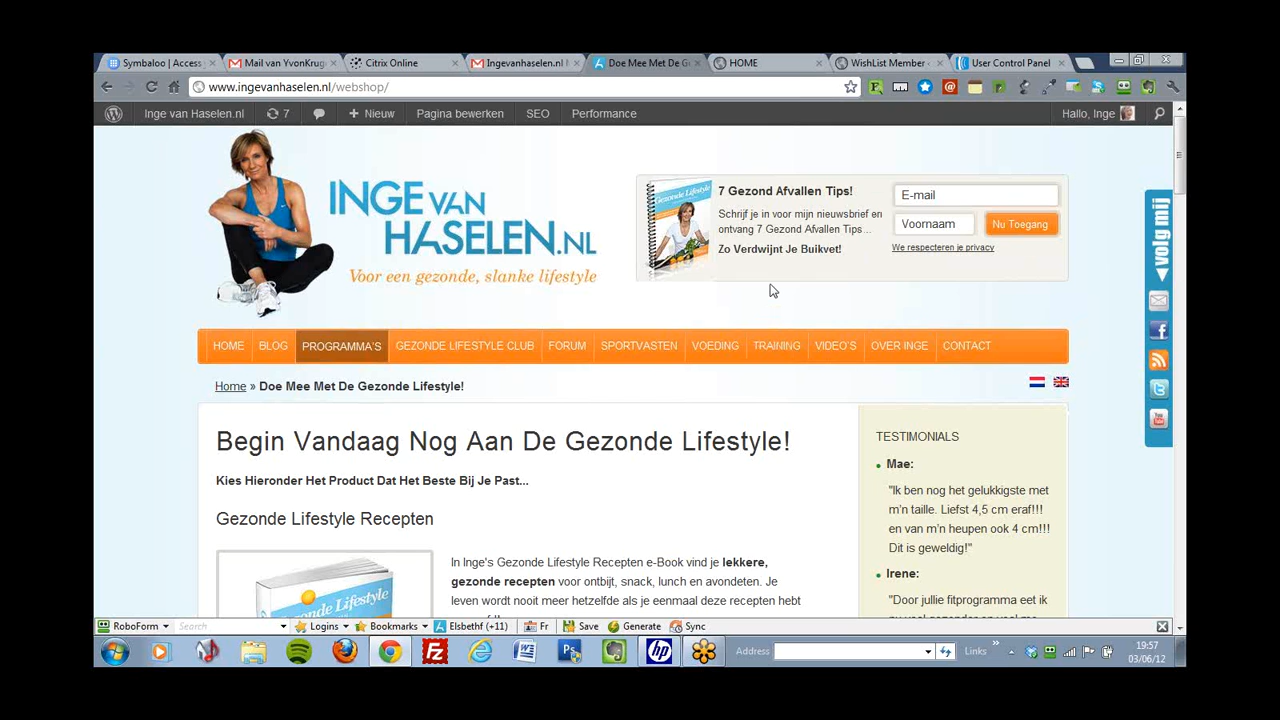 Symbaloo | Access
Mail van YvonKrug
Citrix Online
Ingevanhaselen.nl
Doe Mee Met De G
HOME
WishList Member
User Control Panel
www.ingevanhaselen.nl/webshop/
Inge van Haselen.nl
7
Nieuw
Pagina bewerken
SEO
Performance
Hallo, Inge
INGE VAN
HASELEN.NL
Voor een gezonde, slanke lifestyle
Gezonde Lifestyle
7 Gezond Afvallen Tips!
Schrijf je in voor mijn nieuwsbrief en
ontvang 7 Gezond Afvallen Tips...
Zo Verdwijnt Je Buikvet!
E-mail
Voornaam
Nu Toegang
We respecteren je privacy
volg mij
HOME
BLOG
PROGRAMMA'S
GEZONDE LIFESTYLE CLUB
FORUM
SPORTVASTEN
VOEDING
TRAINING
VIDEO'S
OVER INGE
CONTACT
Home » Doe Mee Met De Gezonde Lifestyle!
Begin Vandaag Nog Aan De Gezonde Lifestyle!
Kies Hieronder Het Product Dat Het Beste Bij Je Past...
Gezonde Lifestyle Recepten
In Inge's Gezonde Lifestyle Recepten e-Book vind je lekkere,
gezonde recepten voor ontbijt, snack, lunch en avondeten. Je
leven wordt nooit meer hetzelfde als je eenmaal deze recepten hebt
TESTIMONIALS
Mae:
"Ik ben nog het gelukkigste met
m'n taille. Liefst 4,5 cm eraf!!!
en van m'n heupen ook 4 cm!!!
Dit is geweldig!"
Irene:
"Door jullie fitprogramma eet ik
RoboForm
Search
Logins
Bookmarks
Elsbethf (+11)
Fr
Save
Generate
Sync
Address
Links
19:57
03/06/12